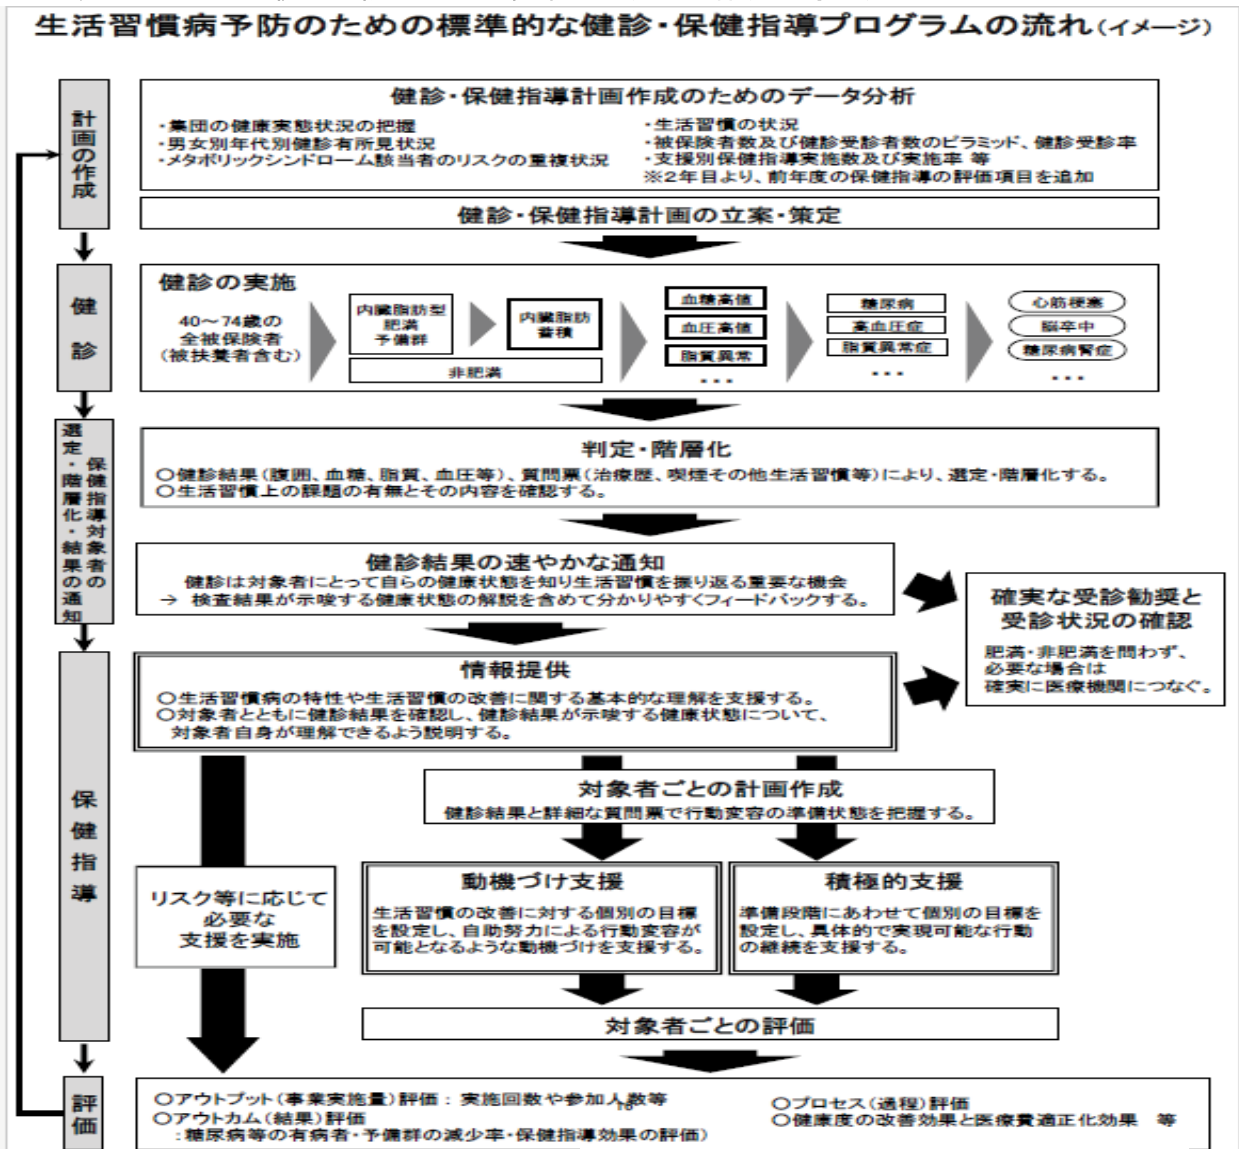 生活習慣病予防のための標準的な健診・保健指導プログラムの流れ(イメージ)
計画の作成
健診・保健指導計画作成のためのデータ分析
・集団の健康実態状況の把握
・男女別年代別健診有所見状況
・メタボリックシンドローム該当者のリスクの重複状況
・生活習慣の状況
・被保険者数及び健診受診者数のピラミッド、健診受診率
・支援別保健指導実施数及び実施率 等
※2年目より、前年度の保健指導の評価項目を追加
健診・保健指導計画の立案・策定
健診
健診の実施
40~74歳の
全被保険者
(被扶養者含む)
内臓脂肪型
肥満
予備群
内臓脂肪
蓄積
非肥満
血糖高値
血圧高値
脂質異常
・・・
糖尿病
高血圧症
脂質異常症
・・・
心筋梗塞
脳卒中
糖尿病腎症
・・・
保健指導対象者の
選定・階層化・結果の通知
判定・階層化
○健診結果(腹囲、血糖、脂質、血圧等)、質問票(治療歴、喫煙その他生活習慣等)により、選定・階層化する。
○生活習慣上の課題の有無とその内容を確認する。
健診結果の速やかな通知
健診は対象者にとって自らの健康状態を知り生活習慣を振り返る重要な機会
→ 検査結果が示唆する健康状態の解説を含めて分かりやすくフィードバックする。
確実な受診勧奨と
受診状況の確認
肥満・非肥満を問わず、
必要な場合は
確実に医療機関につなぐ。
保健指導
情報提供
○生活習慣病の特性や生活習慣の改善に関する基本的な理解を支援する。
○対象者とともに健診結果を確認し、健診結果が示唆する健康状態について、
対象者自身が理解できるよう説明する。
対象者ごとの計画作成
健診結果と詳細な質問票で行動変容の準備状態を把握する。
リスク等に応じて
必要な
支援を実施
動機づけ支援
生活習慣の改善に対する個別の目標
を設定し、自助努力による行動変容が
可能となるような動機づけを支援する。
積極的支援
準備段階にあわせて個別の目標を
設定し、具体的で実現可能な行動
の継続を支援する。
対象者ごとの評価
評価
○アウトプット(事業実施量)評価 : 実施回数や参加人数等
○アウトカム(結果)評価
:糖尿病等の有病者・予備群の減少率・保健指導効果の評価)
○プロセス(過程)評価
○健康度の改善効果と医療費適正化効果 等